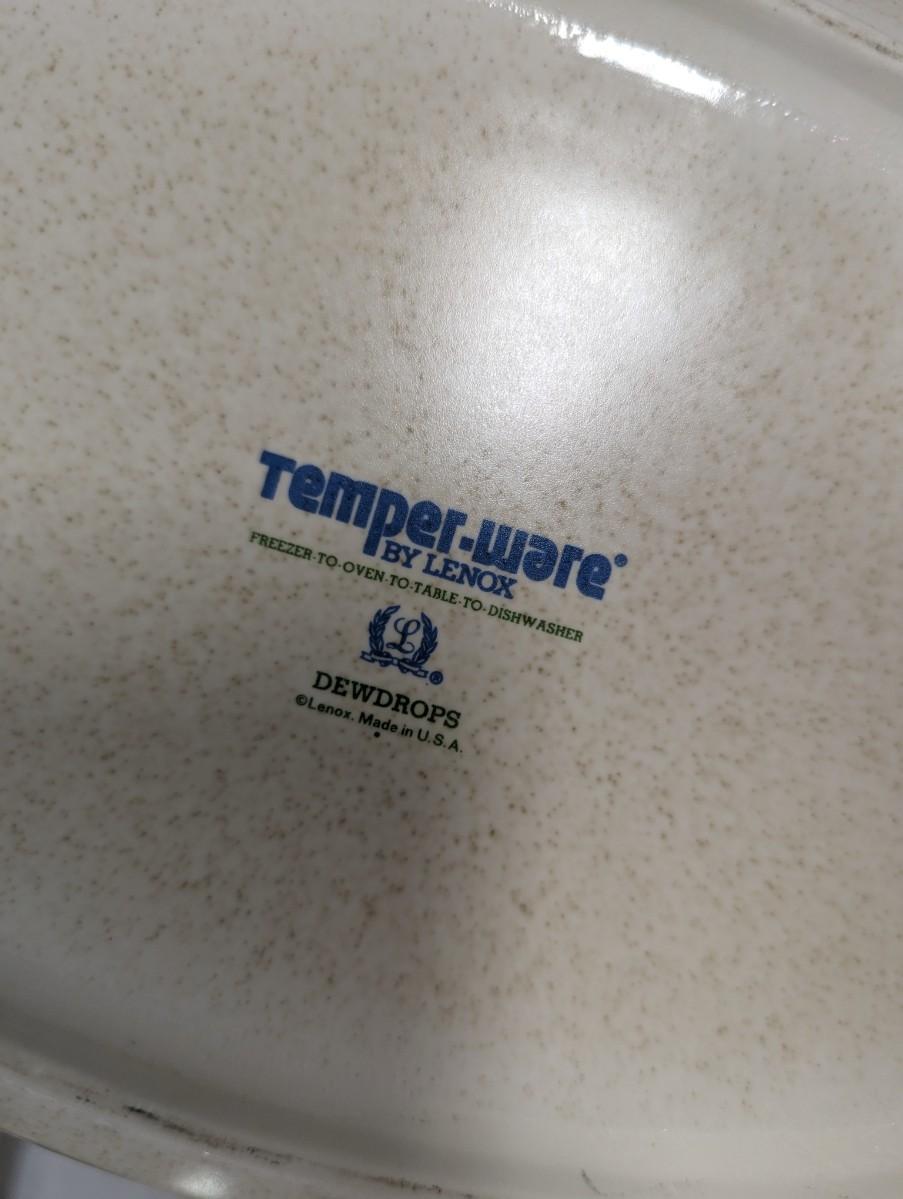 Temper-ware®
BY LENOX
FREEZER-TO-OVEN-TO-TABLE-TO-DISHWASHER
L®
DEWDROPS
©Lenox. Made in U.S.A.